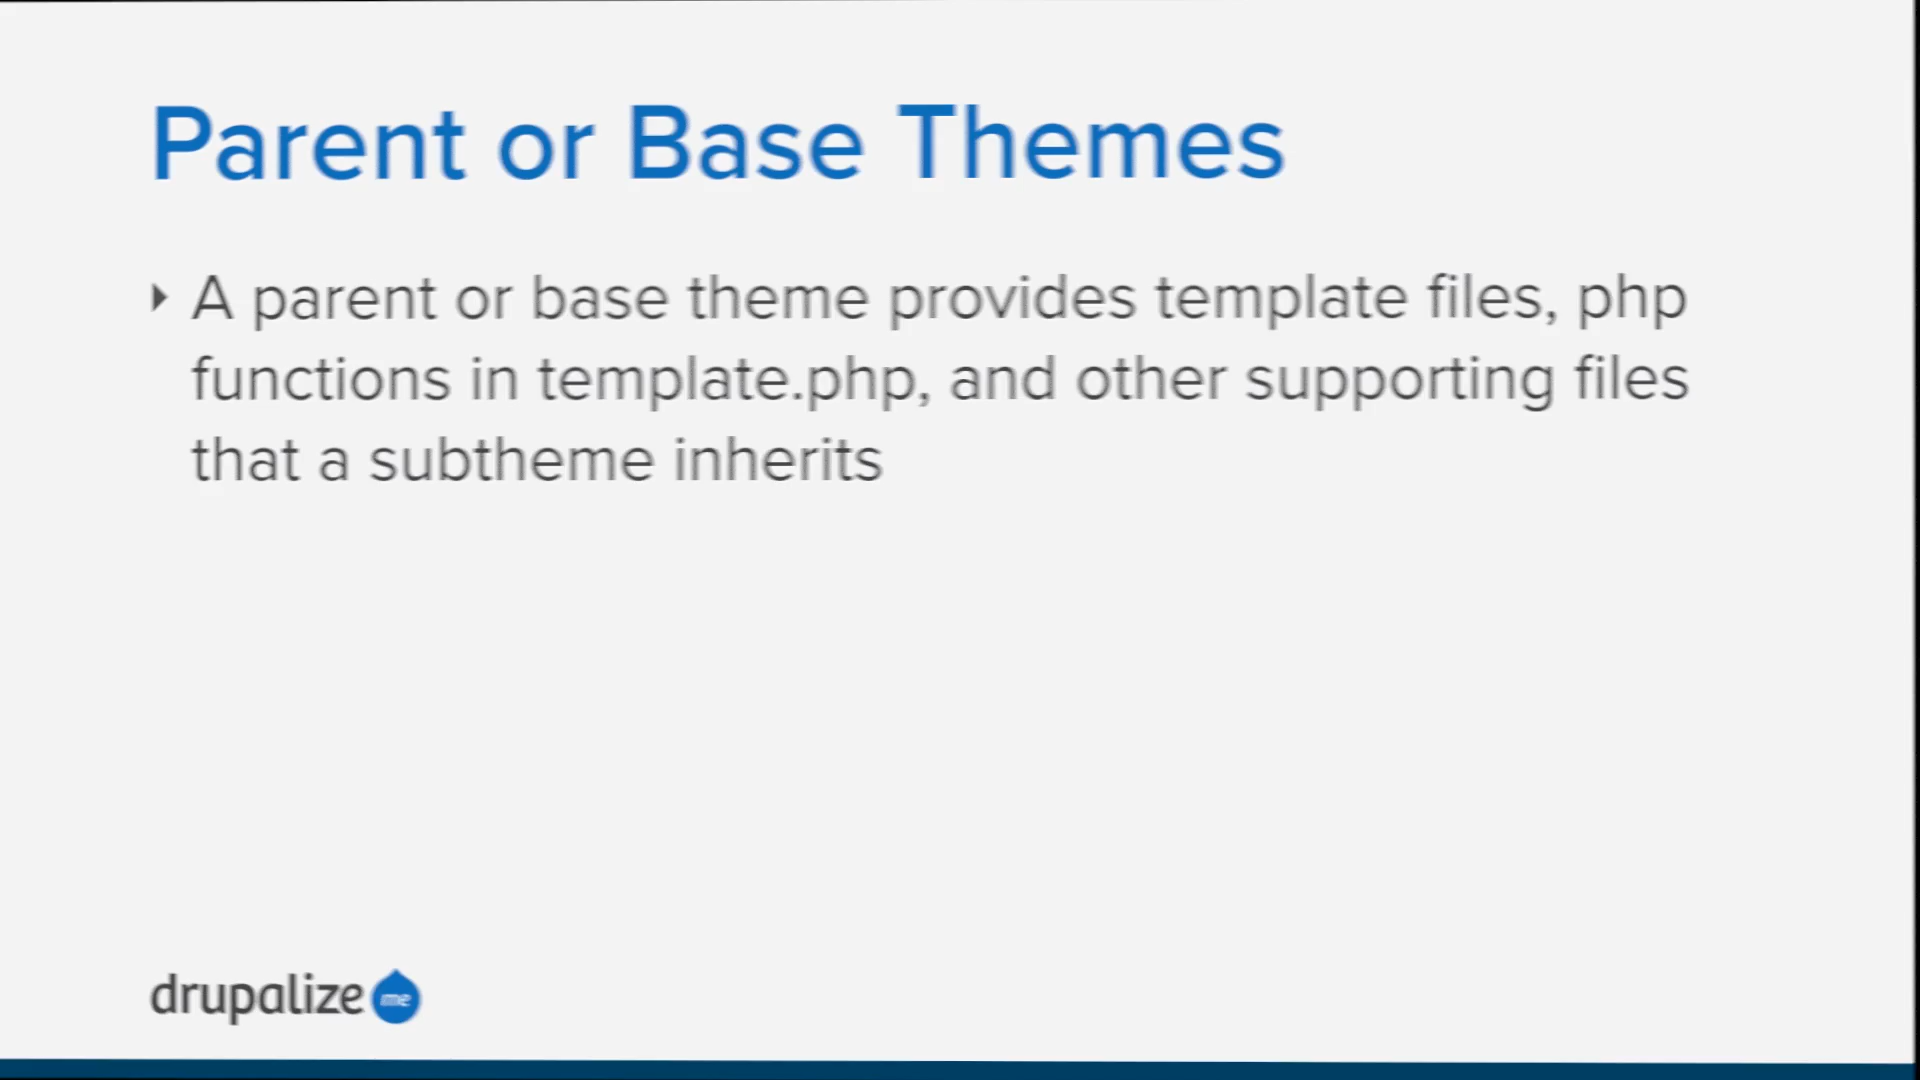 Parent or Base Themes
A parent or base theme provides template files, php
functions in template.php, and other supporting files
that a subtheme inherits
drupalize me